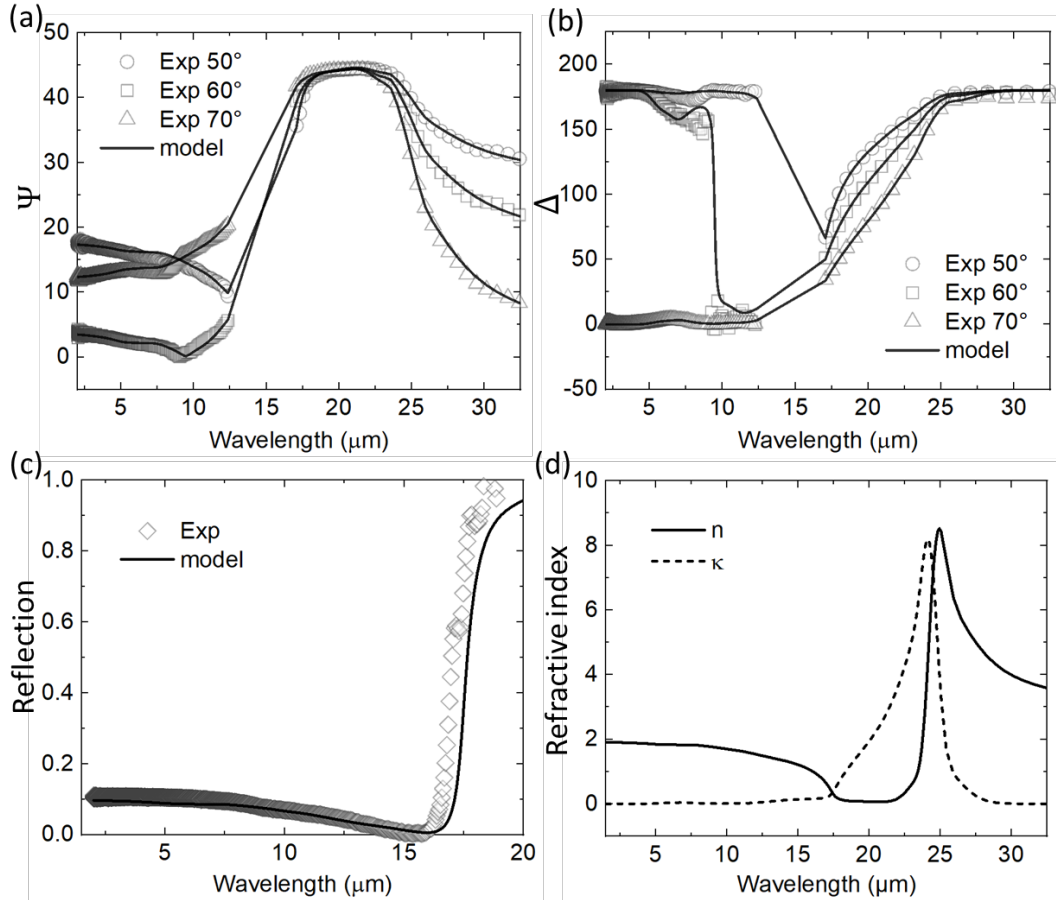 (a)
50
40
30
20
10
0
Ψ
Exp 50°
Exp 60°
Exp 70°
model
5 10 15 20 25 30
Wavelength (μm)
(b)
200
150
100
50
0
-50
Δ
Exp 50°
Exp 60°
Exp 70°
model
5 10 15 20 25 30
Wavelength (μm)
(c)
1.0
0.8
0.6
0.4
0.2
0.0
Reflection
Exp
model
5 10 15 20
Wavelength (μm)
(d)
10
8
6
4
2
0
Refractive index
n
κ
5 10 15 20 25 30
Wavelength (μm)